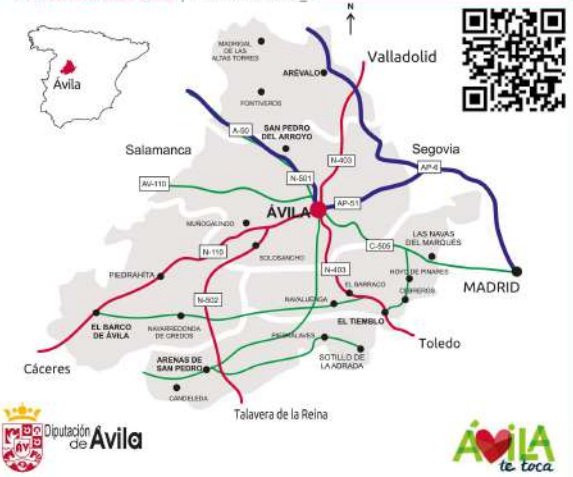 N
MADRIGAL
DE LAS
ALTAS TORRES
Valladolid
ARÉVALO
Ávila
FONTIVEROS
A-50
SAN PEDRO
DEL ARROYO
Salamanca
N-403
Segovia
AP-6
N-501
AV-110
AP-51
ÁVILA
MUÑOGALINDO
C-505
LAS NAVAS
DEL MARQUÉS
N-110
SOLOSANCHO
N-403
HOYO DE PINARES
PIEDRAHÍTA
EL BARRACO
CEBREROS
MADRID
N-502
NAVALUENGA
EL BARCO
DE ÁVILA
NAVARREDONDA
DE GREDOS
EL TIEMBLO
PIEDRALAVES
Toledo
ARENAS DE
SAN PEDRO
SOTILLO DE
LA ADRADA
Cáceres
CANDELEDA
Talavera de la Reina
Diputación
de Ávila
ÁVILA
te toca